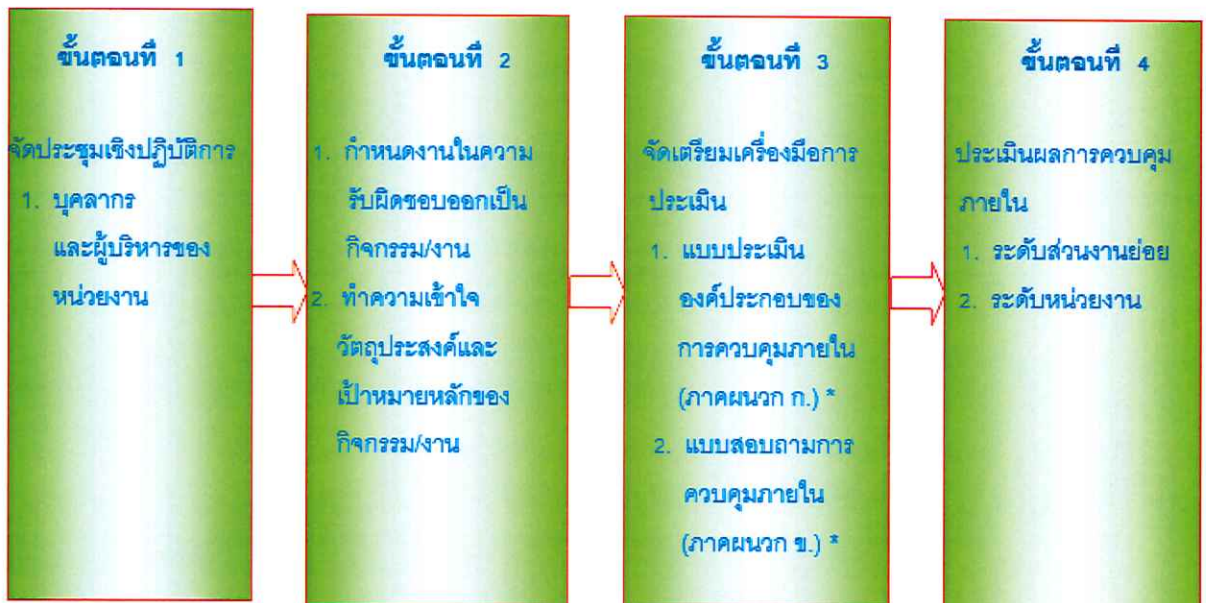 ขั้นตอนที่ 1
จัดประชุมเชิงปฏิบัติการ
1. บุคลากร
และผู้บริหารของ
หน่วยงาน
ขั้นตอนที่ 2
1. กำหนดงานในความ
รับผิดชอบออกเป็น
กิจกรรม/งาน
2. ทำความเข้าใจ
วัตถุประสงค์และ
เป้าหมายหลักของ
กิจกรรม/งาน
ขั้นตอนที่ 3
จัดเตรียมเครื่องมือการ
ประเมิน
1. แบบประเมิน
องค์ประกอบของ
การควบคุมภายใน
(ภาคผนวก ก.) *
2. แบบสอบถามการ
ควบคุมภายใน
(ภาคผนวก ข.) *
ขั้นตอนที่ 4
ประเมินผลการควบคุม
ภายใน
1. ระดับส่วนงานย่อย
2. ระดับหน่วยงาน